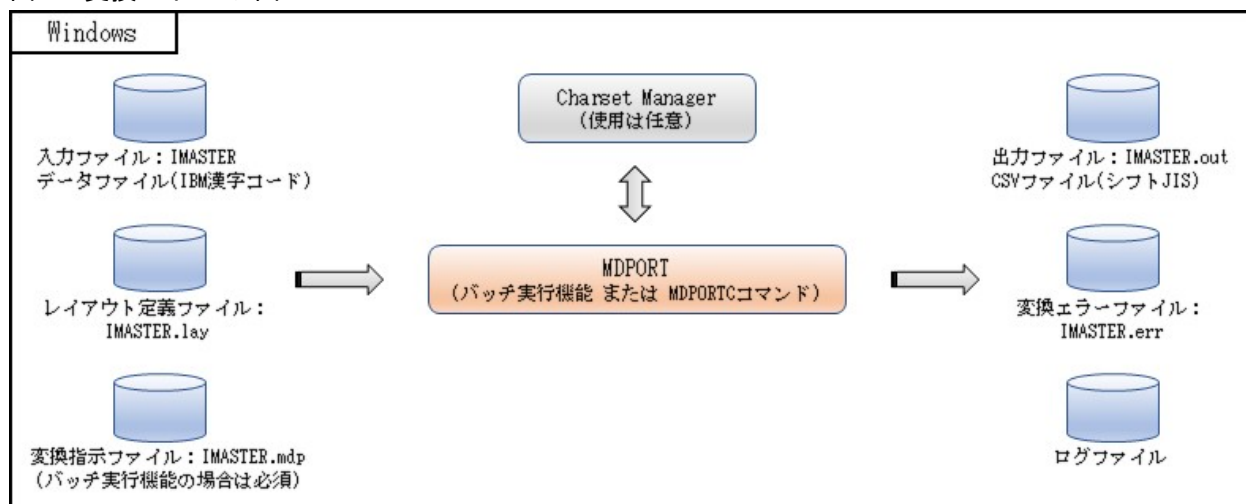 Windows
入力ファイル：IMASTER
データファイル(IBM漢字コード)
レイアウト定義ファイル：
IMASTER.lay
変換指示ファイル：IMASTER.mdp
(バッチ実行機能の場合は必須)
Charset Manager
(使用は任意)
MDPORT
(バッチ実行機能 または MDPORTCコマンド)
出力ファイル：IMASTER.out
CSVファイル(シフトJIS)
変換エラーファイル：
IMASTER.err
ログファイル